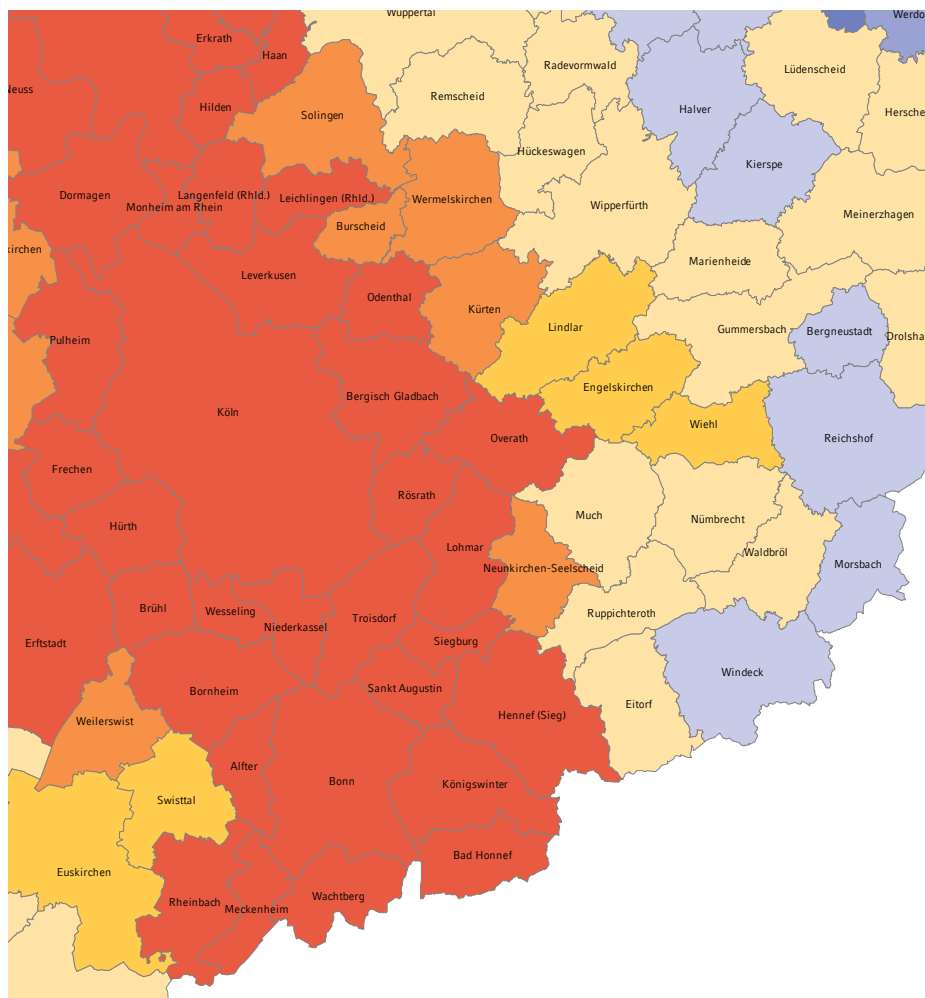 Wuppertal
Werdo
Erkrath
Haan
Radevormwald
Lüdenscheid
Neuss
Remscheid
Hilden
Halver
Solingen
Hersche
Hückeswagen
Kierspe
Dormagen
Langenfeld (Rhld.)
Leichlingen (Rhld.)
Wermelskirchen
Monheim am Rhein
Wipperfürth
Meinerzhagen
Burscheid
kirchen
Marienheide
Leverkusen
Odenthal
Kürten
Lindlar
Gummersbach
Bergneustadt
Drolsha
Pulheim
Engelskirchen
Bergisch Gladbach
Köln
Wiehl
Overath
Reichshof
Frechen
Rösrath
Much
Nümbrecht
Hürth
Lohmar
Waldbröl
Morsbach
Neunkirchen-Seelscheid
Brühl
Wesseling
Niederkassel
Troisdorf
Ruppichteroth
Erftstadt
Siegburg
Windeck
Bornheim
Sankt Augustin
Eitorf
Hennef (Sieg)
Weilerswist
Alfter
Bonn
Königswinter
Swisttal
Bad Honnef
Euskirchen
Rheinbach
Meckenheim
Wachtberg